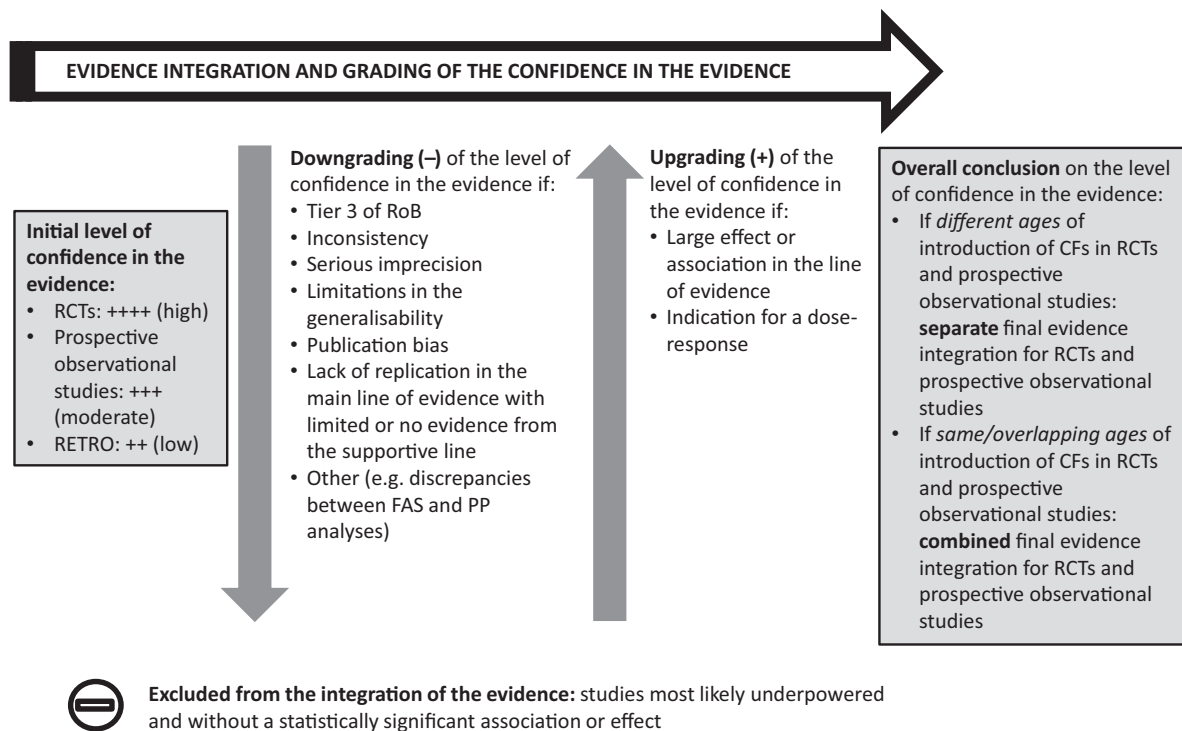 EVIDENCE INTEGRATION AND GRADING OF THE CONFIDENCE IN THE EVIDENCE
Initial level of
confidence in the
evidence:
• RCTs: ++++ (high)
• Prospective
observational
studies: +++
(moderate)
• RETRO: ++ (low)
Downgrading (–) of the level of
confidence in the evidence if:
• Tier 3 of RoB
• Inconsistency
• Serious imprecision
• Limitations in the
generalisability
• Publication bias
• Lack of replication in the
main line of evidence with
limited or no evidence from
the supportive line
• Other (e.g. discrepancies
between FAS and PP
analyses)
Upgrading (+) of the
level of confidence in
the evidence if:
• Large effect or
association in the line
of evidence
• Indication for a dose-
response
Overall conclusion on the level
of confidence in the evidence:
• If different ages of
introduction of CFs in RCTs
and prospective
observational studies:
separate final evidence
integration for RCTs and
prospective observational
studies
• If same/overlapping ages of
introduction of CFs in RCTs
and prospective
observational studies:
combined final evidence
integration for RCTs and
prospective observational
studies
Excluded from the integration of the evidence: studies most likely underpowered
and without a statistically significant association or effect